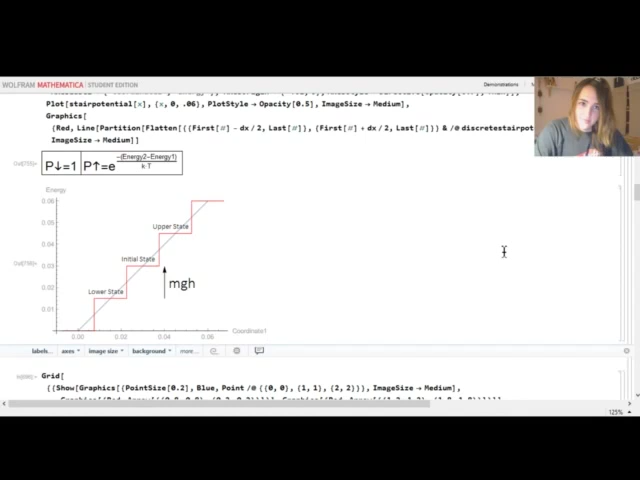 WOLFRAM MATHEMATICA | STUDENT EDITION
Demonstrations
Plot[stairpotential[x], {x, 0, .06}, PlotStyle → Opacity[0.5], ImageSize → Medium],
Graphics[
{Red, Line[Partition[Flatten[{{First[#] - dx / 2, Last[#]}, {First[#] + dx / 2, Last[#]}} & /@
ImageSize → Medium]]
P↓=1 P↑=e^(-(Energy2-Energy1)/(k·T))
Energy
0.06
0.05
0.04
0.03
0.02
0.01
Upper State
Initial State
Lower State
mgh
0.00 0.02 0.04 0.06
Coordinate1
labels... axes image size background more...
Grid[
{{Show[Graphics[{PointSize[0.2], Blue, Point /@ {{0, 0}, {1, 1}, {2, 2}}}, ImageSize → Medium],
125%